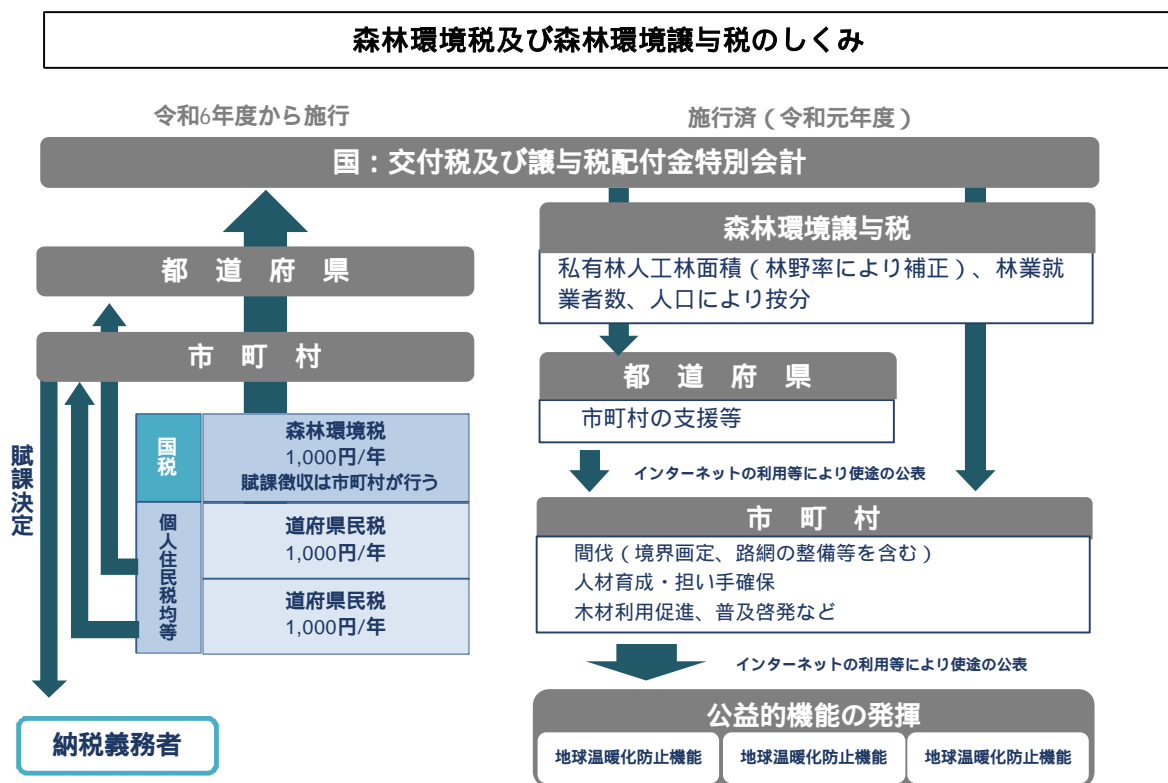 森林環境税及び森林環境譲与税のしくみ
令和6年度から施行
施行済(令和元年度)
国:交付税及び譲与税配付金特別会計
都 道 府 県
市 町 村
国税
森林環境税
1,000円/年
賦課徴収は市町村が行う
個人住民税均等
道府県民税
1,000円/年
道府県民税
1,000円/年
賦課決定
納税義務者
森林環境譲与税
私有林人工林面積(林野率により補正)、林業就
業者数、人口により按分
都 道 府 県
市町村の支援等
インターネットの利用等により使途の公表
市 町 村
間伐(境界画定、路網の整備等を含む)
人材育成・担い手確保
木材利用促進、普及啓発など
インターネットの利用等により使途の公表
公益的機能の発揮
地球温暖化防止機能
地球温暖化防止機能
地球温暖化防止機能